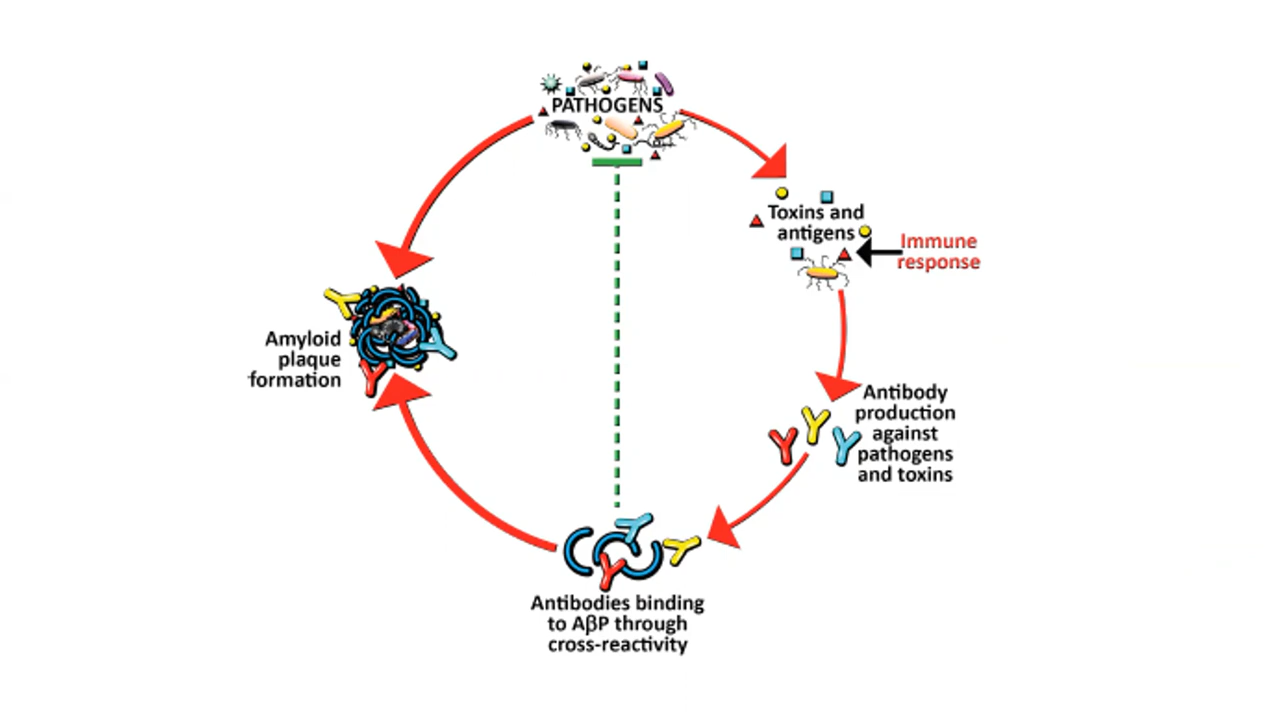 PATHOGENS
Toxins and
antigens
Immune
response
Antibody
production
against
pathogens
and toxins
Amyloid
plaque
formation
Antibodies binding
to AβP through
cross-reactivity